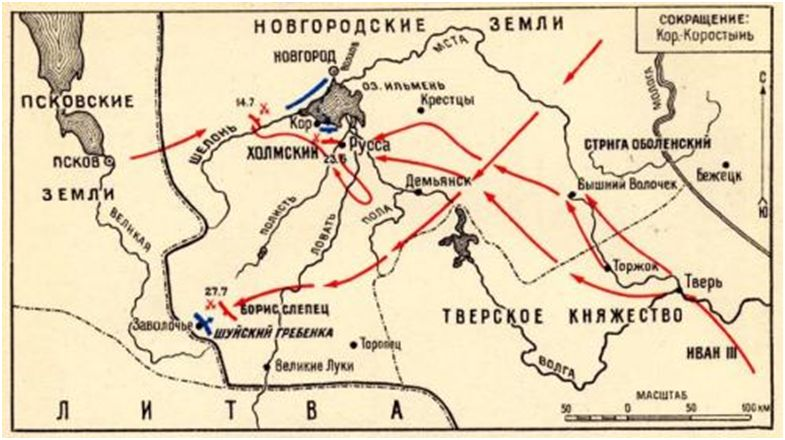 НОВГОРОДСКИЕ ЗЕМЛИ
СОКРАЩЕНИЕ:
Кор.-Коростынь
НОВГОРОД
ВОЛХОВ
МСТА
ОЗ. ИЛЬМЕНЬ
МОЛОГА
С
ПСКОВСКИЕ
14.7
Крестцы
Кор
ШЕЛОНЬ
СТРИГА ОБОЛЕНСКИЙ
ПСКОВ
ХОЛМСКИЙ
Русса
23.6
Бежецк
ЗЕМЛИ
Демьянск
Вышний Волочек
Ю
ВЕЛИКАЯ
ПОЛИСТЬ
ЛОВАТЬ
ПОЛА
Торжок
Тверь
27.7
БОРИС СЛЕПЕЦ
Заволочье
ШУЙСКИЙ ГРЕБЕНКА
ТВЕРСКОЕ КНЯЖЕСТВО
Торопец
ИВАН III
Великие Луки
ВОЛГА
МАСШТАБ
ЛИТВА
50 0 50 100 КМ